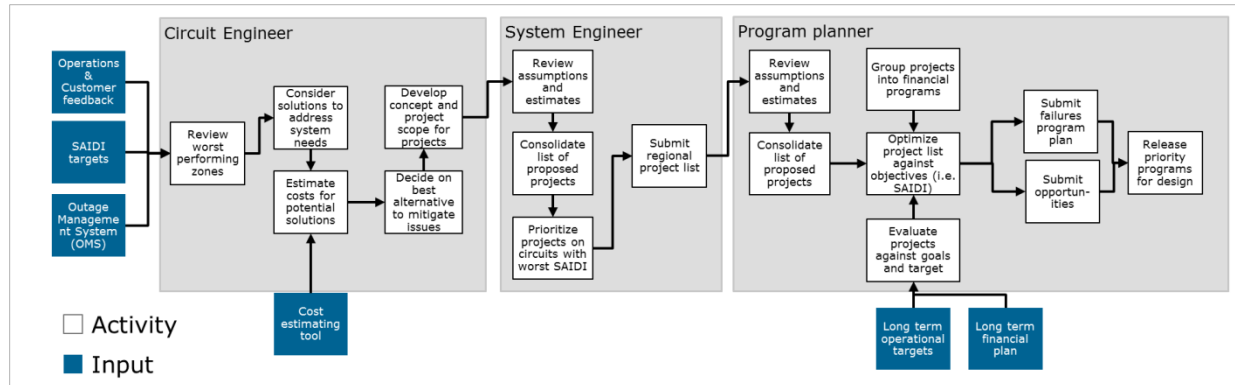 Circuit Engineer
System Engineer
Program planner
Operations
&
Customer
feedback
SAIDI
targets
Outage
Manageme
nt System
(OMS)
Review
worst
performing
zones
Consider
solutions to
address
system
needs
Estimate
costs for
potential
solutions
Develop
concept and
project
scope for
projects
Decide on
best
alternative
to mitigate
issues
Cost
estimating
tool
Review
assumptions
and
estimates
Consolidate
list of
proposed
projects
Prioritize
projects on
circuits with
worst SAIDI
Submit
regional
project list
Review
assumptions
and
estimates
Consolidate
list of
proposed
projects
Group
projects
into financial
programs
Optimize
project list
against
objectives (i.e.
SAIDI)
Evaluate
projects
against goals
and target
Long term
operational
targets
Long term
financial
plan
Submit
failures
program
plan
Submit
opportun-
ities
Release
priority
programs
for design
Activity
Input